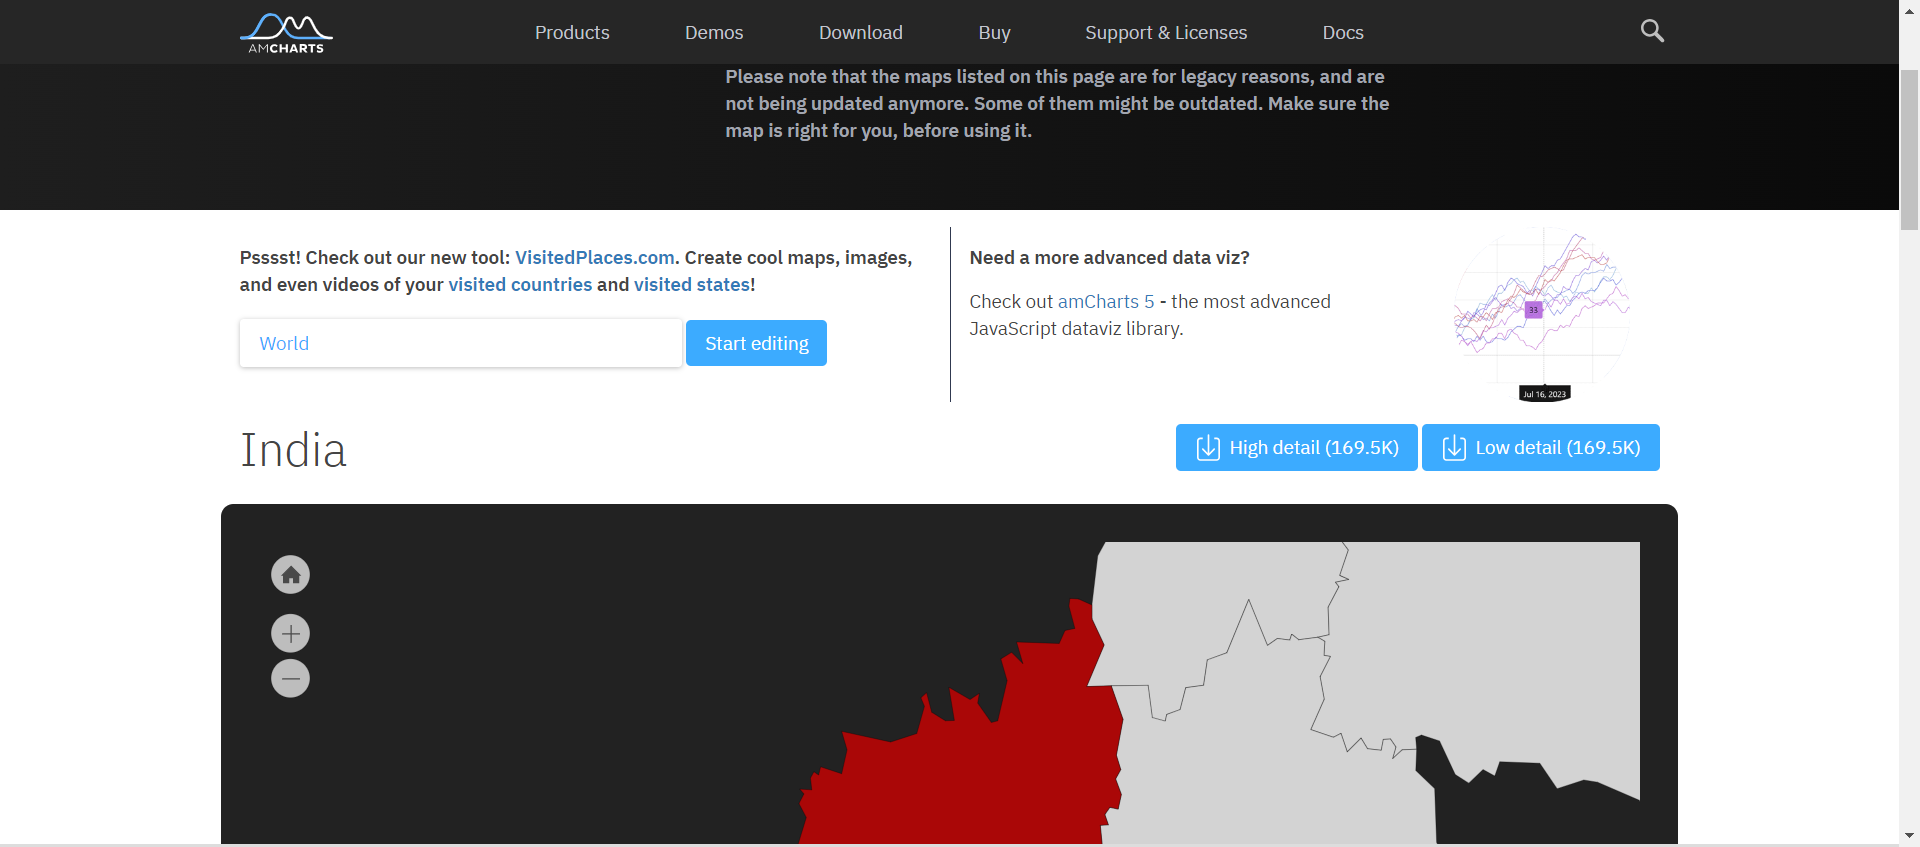 AMCHARTS
Products
Demos
Download
Buy
Support & Licenses
Docs
Please note that the maps listed on this page are for legacy reasons, and are
not being updated anymore. Some of them might be outdated. Make sure the
map is right for you, before using it.
Psssst! Check out our new tool: VisitedPlaces.com. Create cool maps, images,
and even videos of your visited countries and visited states!
World
Start editing
Need a more advanced data viz?
Check out amCharts 5 - the most advanced
JavaScript dataviz library.
33
Jul 16, 2023
India
High detail (169.5K)
Low detail (169.5K)